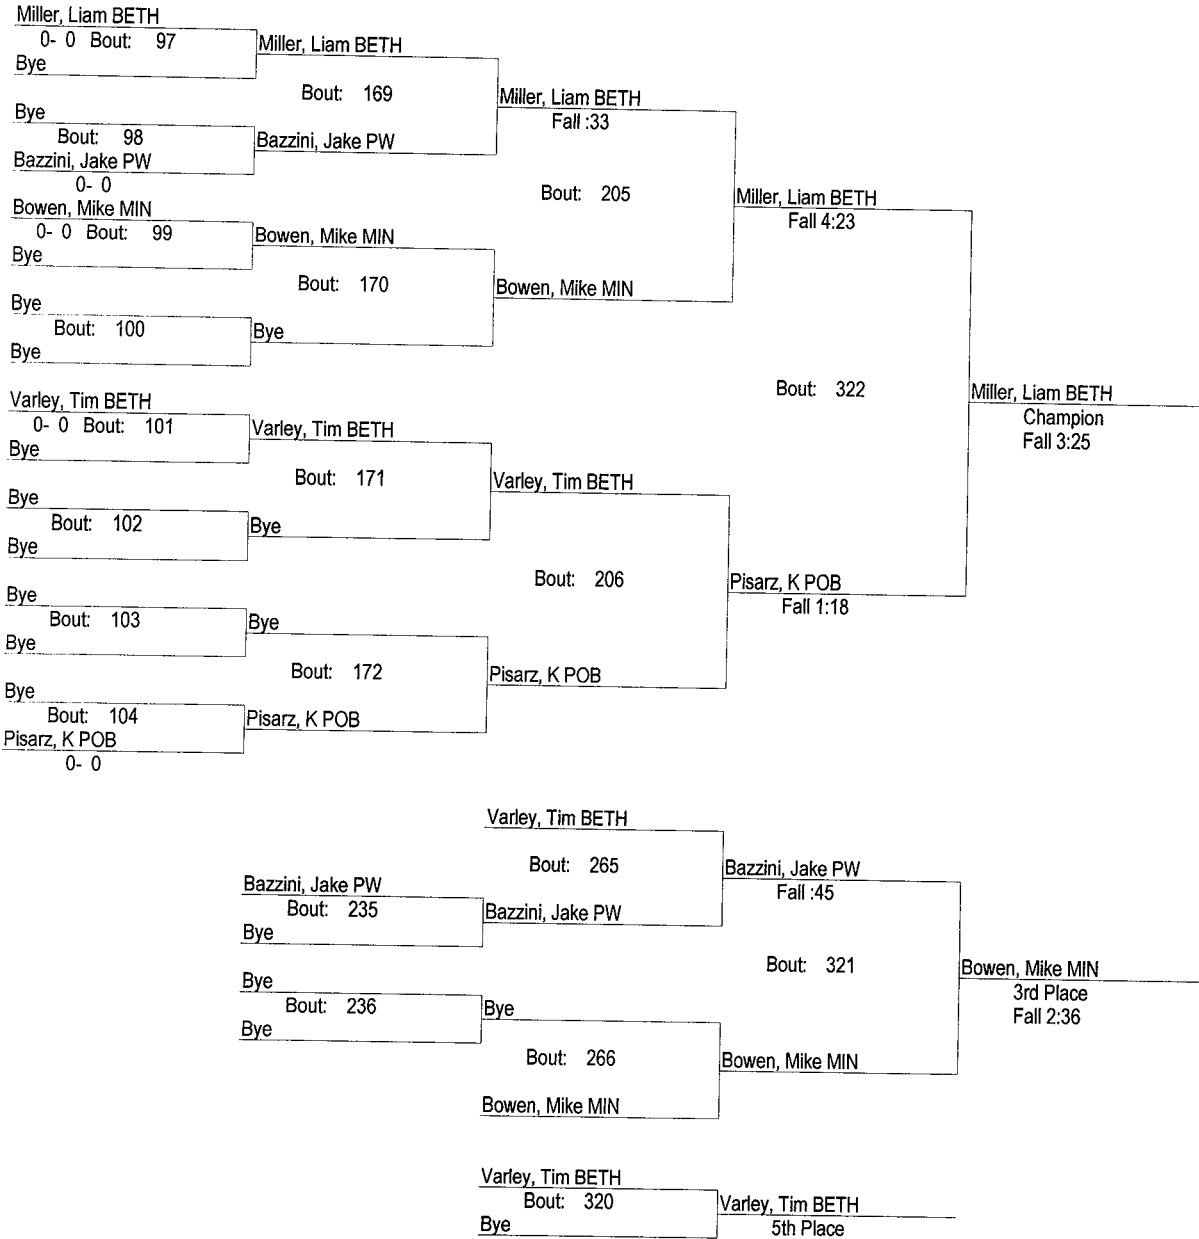 Miller, Liam BETH
0- 0 Bout: 97
Bye
Miller, Liam BETH
Bout: 169
Bye
Bout: 98
Bazzini, Jake PW
0- 0
Bazzini, Jake PW
Miller, Liam BETH
Fall :33
Bout: 205
Bowen, Mike MIN
0- 0 Bout: 99
Bye
Bowen, Mike MIN
Bout: 170
Bye
Bout: 100
Bye
Bye
Bowen, Mike MIN
Miller, Liam BETH
Fall 4:23
Bout: 322
Miller, Liam BETH
Champion
Fall 3:25
Varley, Tim BETH
0- 0 Bout: 101
Bye
Varley, Tim BETH
Bout: 171
Bye
Bout: 102
Bye
Bye
Varley, Tim BETH
Bout: 206
Bye
Bout: 103
Bye
Bye
Bout: 172
Bye
Bout: 104
Pisarz, K POB
0- 0
Pisarz, K POB
Pisarz, K POB
Pisarz, K POB
Fall 1:18
Varley, Tim BETH
Bout: 265
Bazzini, Jake PW
Bout: 235
Bye
Bazzini, Jake PW
Bazzini, Jake PW
Fall :45
Bout: 321
Bye
Bout: 236
Bye
Bye
Bout: 266
Bowen, Mike MIN
Bowen, Mike MIN
Bowen, Mike MIN
3rd Place
Fall 2:36
Varley, Tim BETH
Bout: 320
Bye
Varley, Tim BETH
5th Place